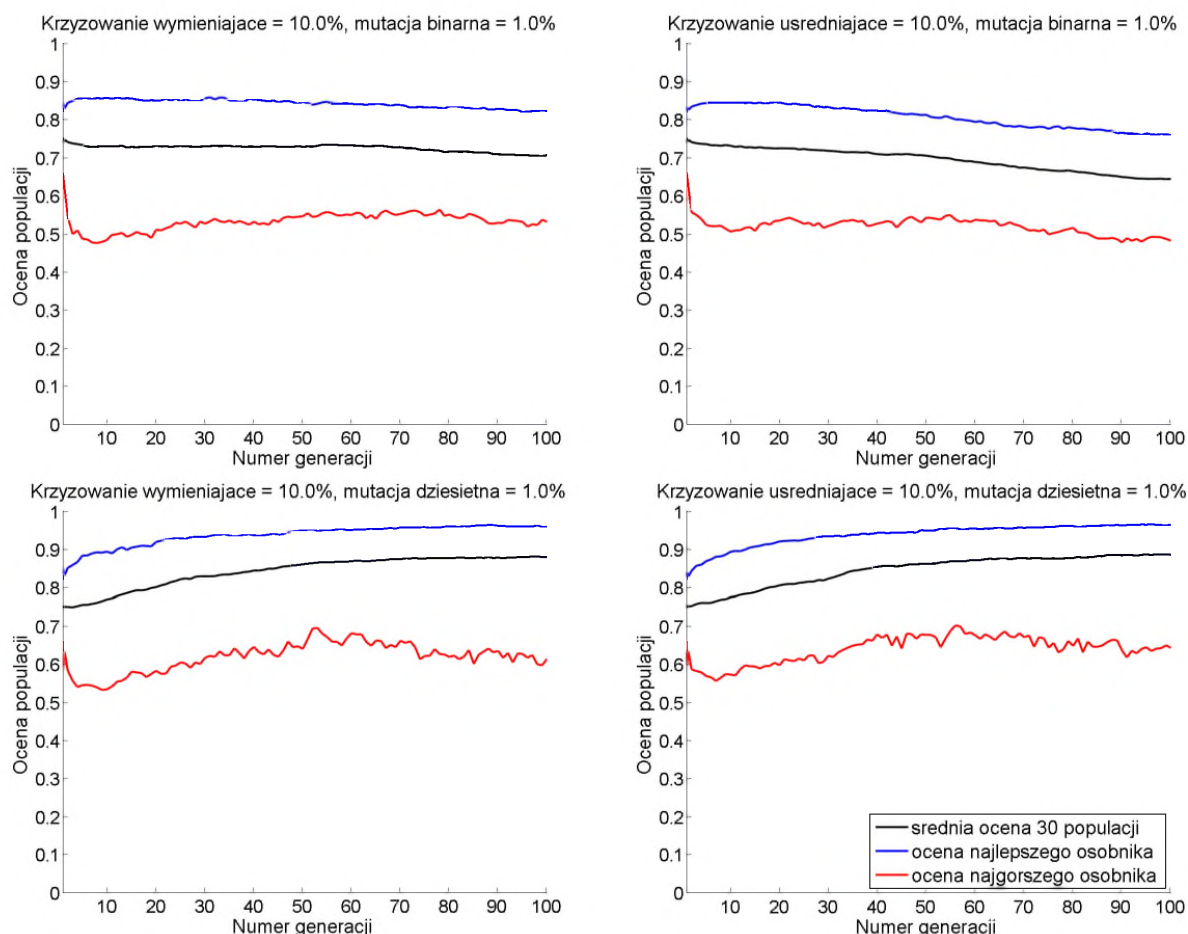 Krzyzowanie wymieniajace = 10.0%, mutacja binarna = 1.0%
1
0.9
0.8
0.7
0.6
0.5
0.4
0.3
0.2
0.1
0
Ocena populacji
10 20 30 40 50 60 70 80 90 100
Numer generacji
Krzyzowanie usredniajace = 10.0%, mutacja binarna = 1.0%
1
0.9
0.8
0.7
0.6
0.5
0.4
0.3
0.2
0.1
0
Ocena populacji
10 20 30 40 50 60 70 80 90 100
Numer generacji
Krzyzowanie wymieniajace = 10.0%, mutacja dziesietna = 1.0%
1
0.9
0.8
0.7
0.6
0.5
0.4
0.3
0.2
0.1
0
Ocena populacji
10 20 30 40 50 60 70 80 90 100
Numer generacji
Krzyzowanie usredniajace = 10.0%, mutacja dziesietna = 1.0%
1
0.9
0.8
0.7
0.6
0.5
0.4
0.3
0.2
0.1
0
Ocena populacji
srednia ocena 30 populacji
ocena najlepszego osobnika
ocena najgorszego osobnika
10 20 30 40 50 60 70 80 90 100
Numer generacji